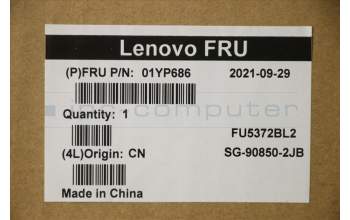 Lenovo FRU
(P)FRU P/N: 01YP686 2021-09-29
Quantity: 1
FU5372BL2
(4L)Origin: CN SG-90850-2JB
Made in China